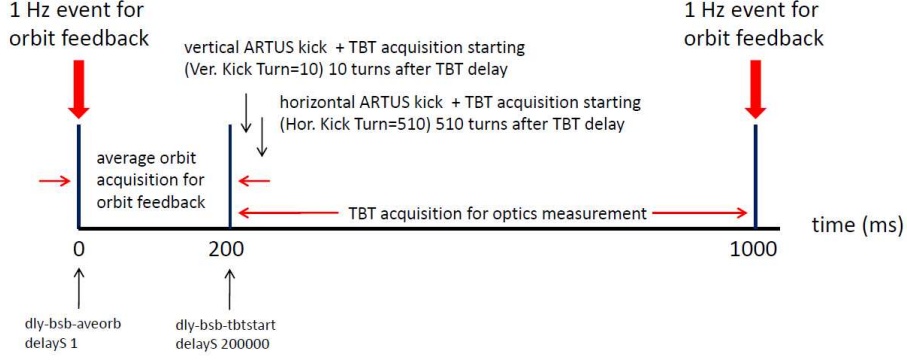 1 Hz event for
orbit feedback
1 Hz event for
orbit feedback
vertical ARTUS kick + TBT acquisition starting
(Ver. Kick Turn=10) 10 turns after TBT delay
horizontal ARTUS kick + TBT acquisition starting
(Hor. Kick Turn=510) 510 turns after TBT delay
average orbit
acquisition for
orbit feedback
TBT acquisition for optics measurement
time (ms)
0
200
1000
dly-bsb-aveorb
delayS 1
dly-bsb-tbtstart
delayS 200000